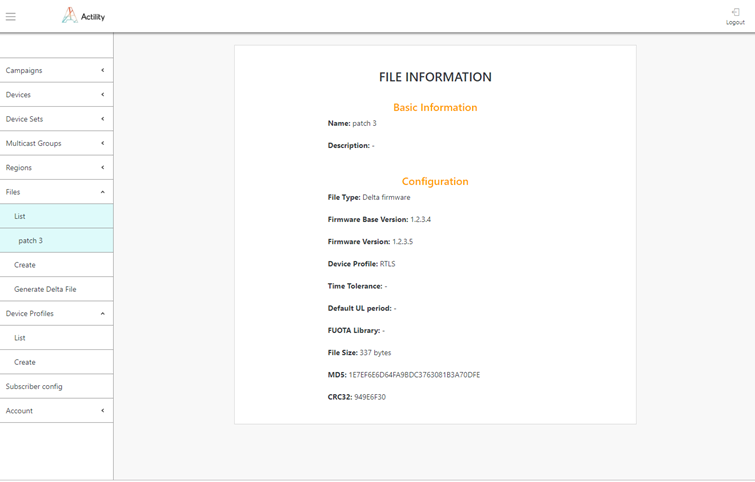 Actility
Logout
Campaigns
Devices
Device Sets
Multicast Groups
Regions
Files
List
patch 3
Create
Generate Delta File
Device Profiles
List
Create
Subscriber config
Account
FILE INFORMATION
Basic Information
Name: patch 3
Description: -
Configuration
File Type: Delta firmware
Firmware Base Version: 1.2.3.4
Firmware Version: 1.2.3.5
Device Profile: RTLS
Time Tolerance: -
Default UL period: -
FUOTA Library: -
File Size: 337 bytes
MD5: 1E7EF6E6D64FA9BDC3763081B3A70DFE
CRC32: 949E6F30